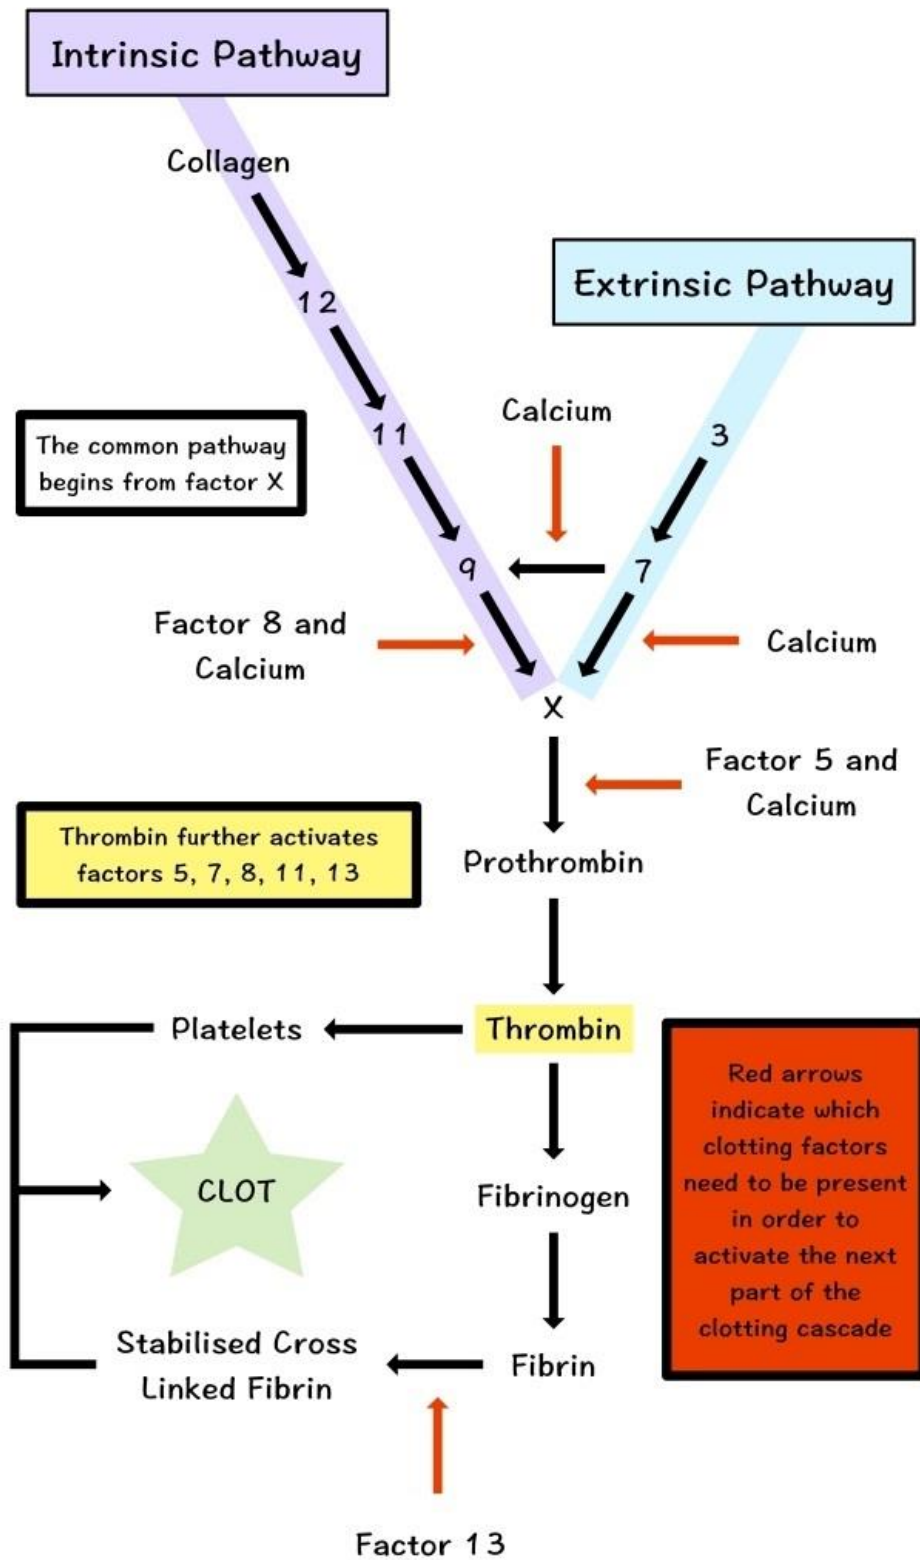 Intrinsic Pathway
Collagen
12
11
9
Extrinsic Pathway
3
7
Calcium
The common pathway
begins from factor X
Factor 8 and
Calcium
Calcium
X
Factor 5 and
Calcium
Thrombin further activates
factors 5, 7, 8, 11, 13
Prothrombin
Thrombin
Platelets
CLOT
Fibrinogen
Red arrows
indicate which
clotting factors
need to be present
in order to
activate the next
part of the
clotting cascade
Fibrin
Stabilised Cross
Linked Fibrin
Factor 13